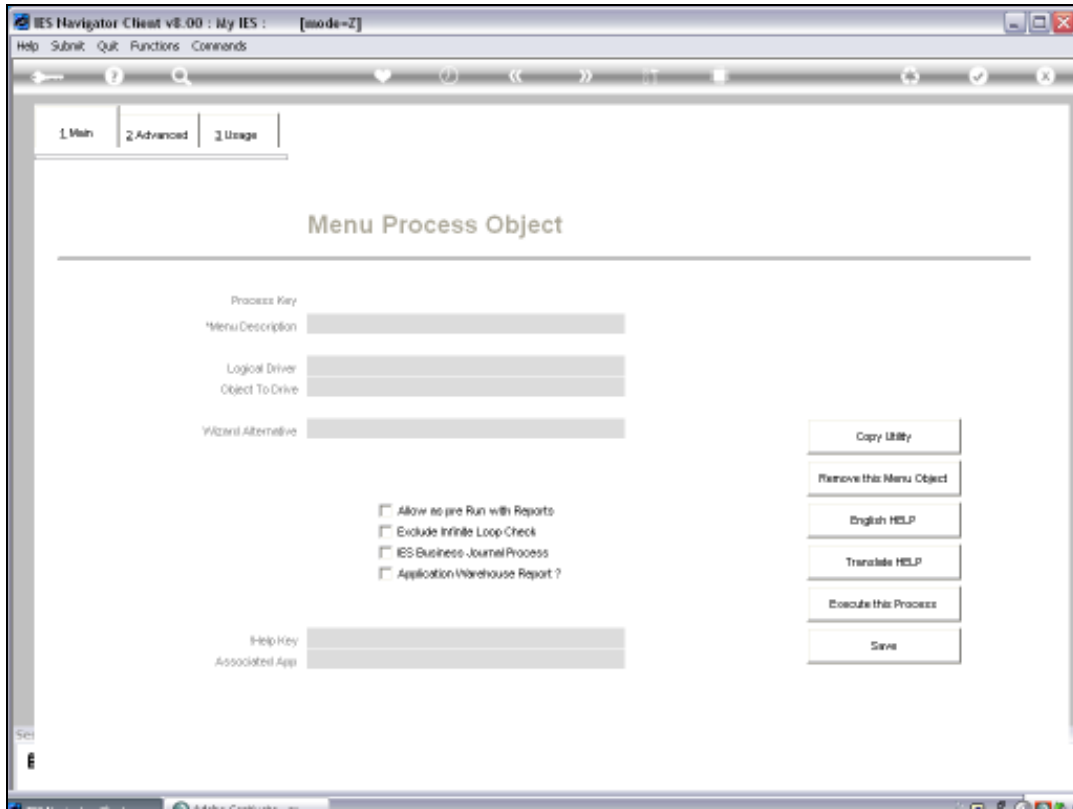 IES Navigator Client v8.00 : My IES : [mode=Z]
Help Submit Quit Functions Commands
1 Main 2 Advanced 3 Usage
Menu Process Object
Process Key
*Menu Description
Logical Driver
Object To Drive
Wizard Alternative
Copy Utility
Remove this Menu Object
Allow no pre Run with Reports
English HELP
Exclude Infinite Loop Check
IES Business Journal Process
Translate HELP
Application Warehouse Report ?
Execute this Process
Help Key
Save
Associated App